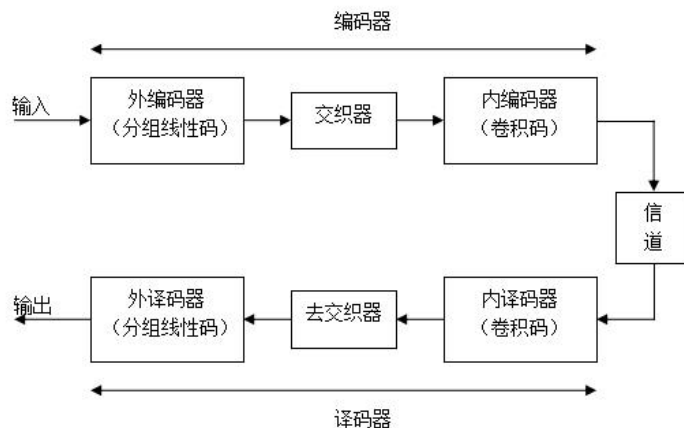 编码器
输入
外编码器
（分组线性码）
交织器
内编码器
（卷积码）
信
道
输出
外译码器
（分组线性码）
去交织器
内译码器
（卷积码）
译码器